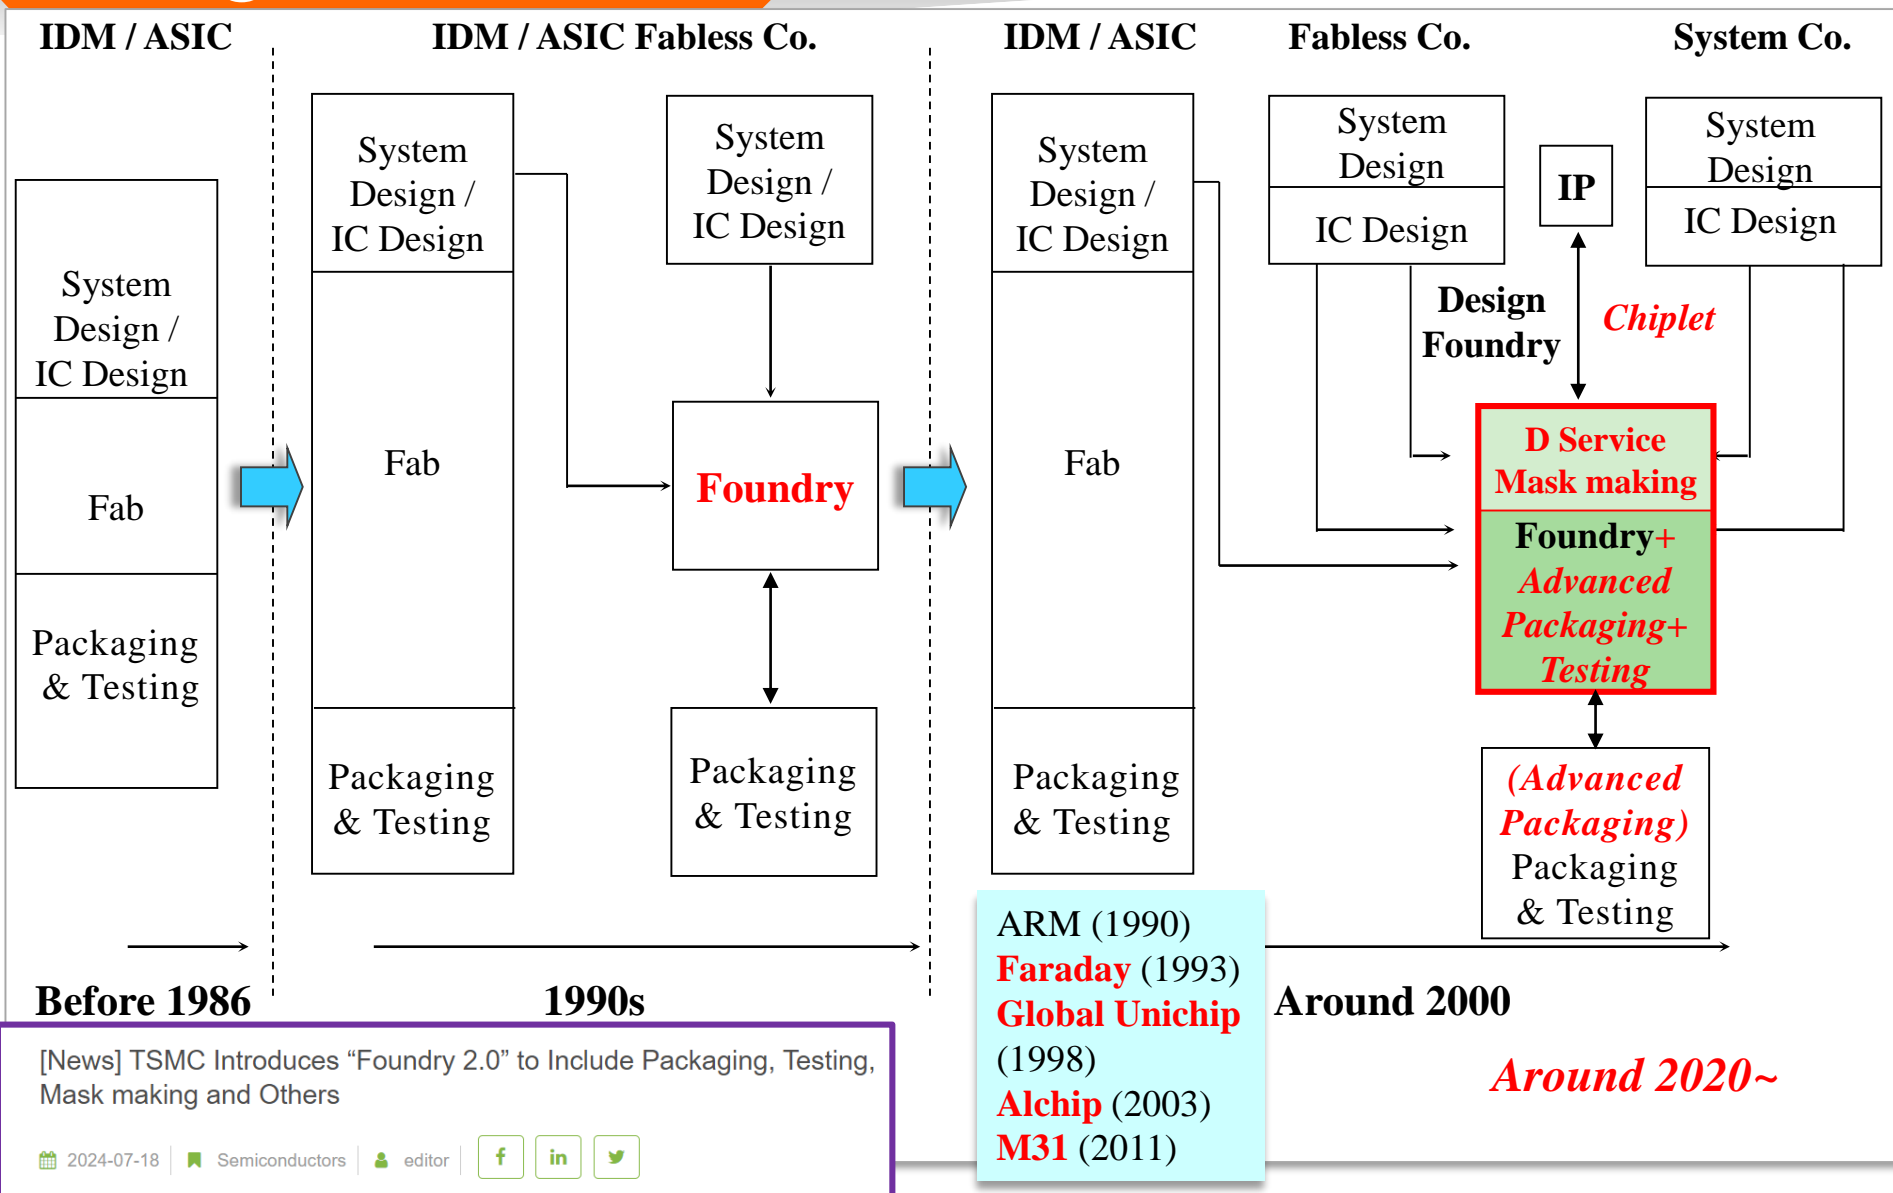 IDM / ASIC
IDM / ASIC Fabless Co.
IDM / ASIC
Fabless Co.
System Co.
System
Design /
IC Design
Fab
Packaging
& Testing
System
Design /
IC Design
Fab
Packaging
& Testing
System
Design /
IC Design
Foundry
Packaging
& Testing
System
Design /
IC Design
Fab
Packaging
& Testing
System
Design
IC Design
IP
System
Design
IC Design
Design
Foundry
Chiplet
D Service
Mask making
Foundry+
Advanced
Packaging+
Testing
(Advanced
Packaging)
Packaging
& Testing
Before 1986
1990s
ARM (1990)
Faraday (1993)
Global Unichip
(1998)
Alchip (2003)
M31 (2011)
Around 2000
Around 2020~
[News] TSMC Introduces “Foundry 2.0” to Include Packaging, Testing,
Mask making and Others
2024-07-18 Semiconductors editor f in